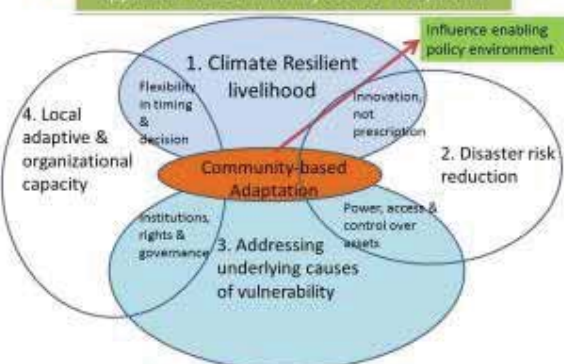 Influence enabling
policy environment
1. Climate Resilient
livelihood
Flexibility
in timing
&
decision
Innovation,
not
prescription
4. Local
adaptive &
organizational
capacity
2. Disaster risk
reduction
Community-based
Adaptation
Institutions,
rights &
governance
Power, access &
control over
assets
3. Addressing
underlying causes
of vulnerability